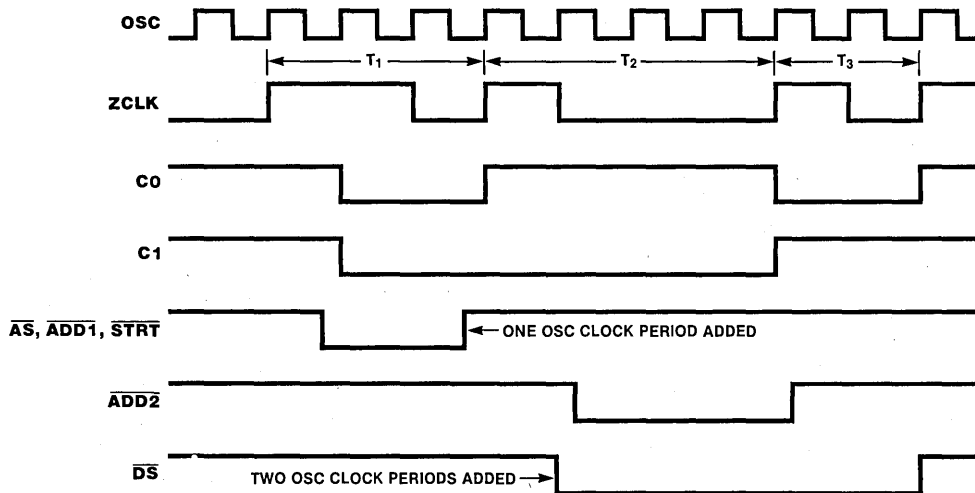 OSC
T1
T2
T3
ZCLK
C0
C1
AS, ADD1, STRT
ONE OSC CLOCK PERIOD ADDED
ADD2
DS
TWO OSC CLOCK PERIODS ADDED